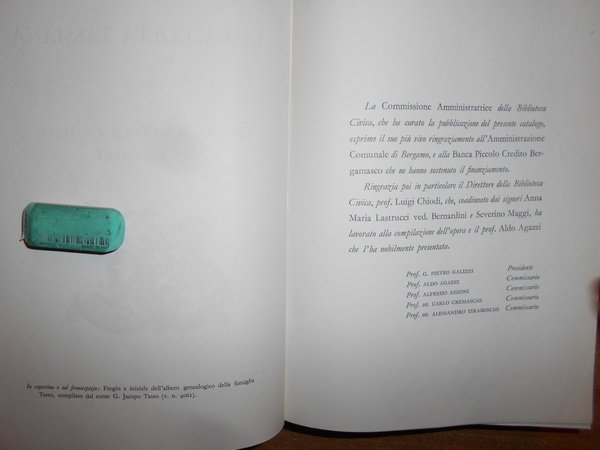 In sopertina e nel frontespizio: Fregio e iniziale dell'albero genealogico della famiglia
Tasso, compilato dal conte G. Jacopo Tasso (v. n. 4061).
La Commissione Amministratrice della Biblioteca
Civica, che ha curato la pubblicazione del presente catalogo,
esprime il suo più vivo ringraziamento all'Amministrazione
Comunale di Bergamo, e alla Banca Piccolo Credito Ber-
gamasco che ne hanno sostenuto il finanziamento.
Ringrazia poi in particolare il Direttore della Biblioteca
Civica, prof. Luigi Chiodi, che, coadiuvato dai signori Anna
Maria Lastrucci ved. Bernardini e Severino Maggi, ha
lavorato alla compilazione dell'opera e il prof. Aldo Agazzi
che l'ha nobilmente presentata.
Prof. G. PIETRO GALIZZI Presidente
Prof. ALDO AGAZZI Commissario
Prof. ALFREDO AZZONI Commissario
Prof. on. CARLO CREMASCHI Commissario
Prof. on. ALESSANDRO TIRABOSCHI Commissario